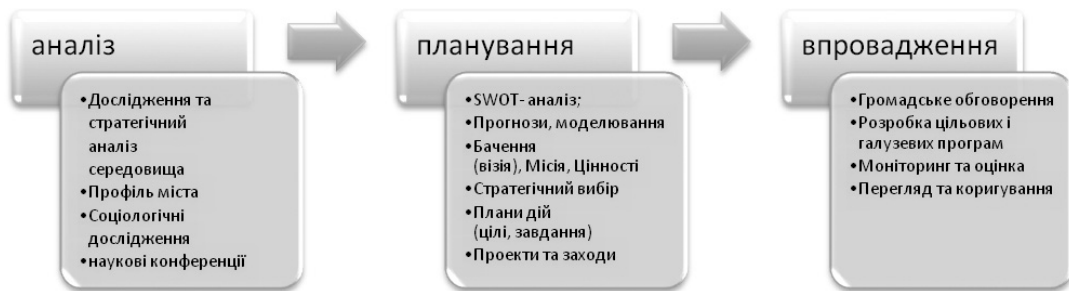 аналіз
•Дослідження та
стратегічний
аналіз
середовища
•Профіль міста
•Соціологічні
дослідження
•наукові конференції
планування
•SWOT- аналіз;
•Прогнози, моделювання
•Бачення
(візія), Місія, Цінності
•Стратегічний вибір
•Плани дій
(цілі, завдання)
•Проекти та заходи
впровадження
•Громадське обговорення
•Розробка цільових і
галузевих програм
•Моніторинг та оцінка
•Перегляд та коригування